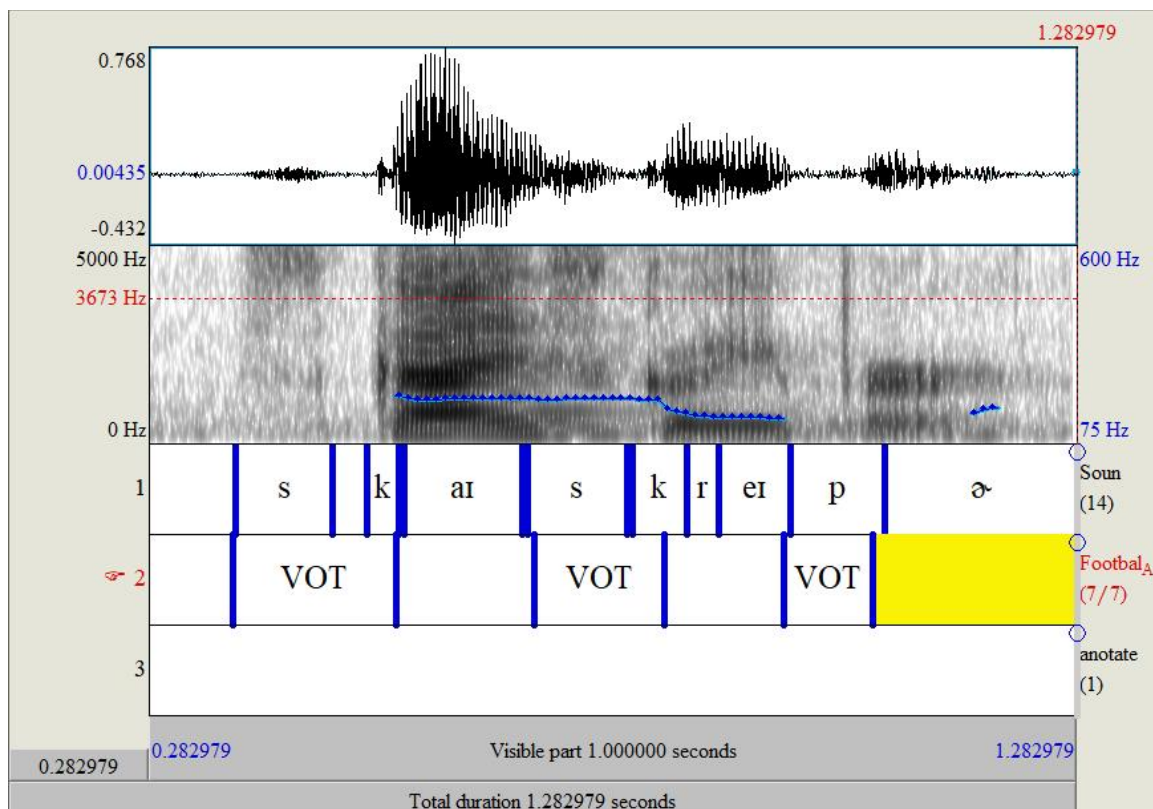 1.282979
0.768
0.00435
-0.432
5000 Hz
3673 Hz
0 Hz
600 Hz
75 Hz
1 s k aɪ s k r eɪ p ɚ Soun (14)
☞ 2 VOT VOT VOT Footbal_A (7/7)
3 anotate (1)
0.282979 Visible part 1.000000 seconds 1.282979
0.282979
Total duration 1.282979 seconds